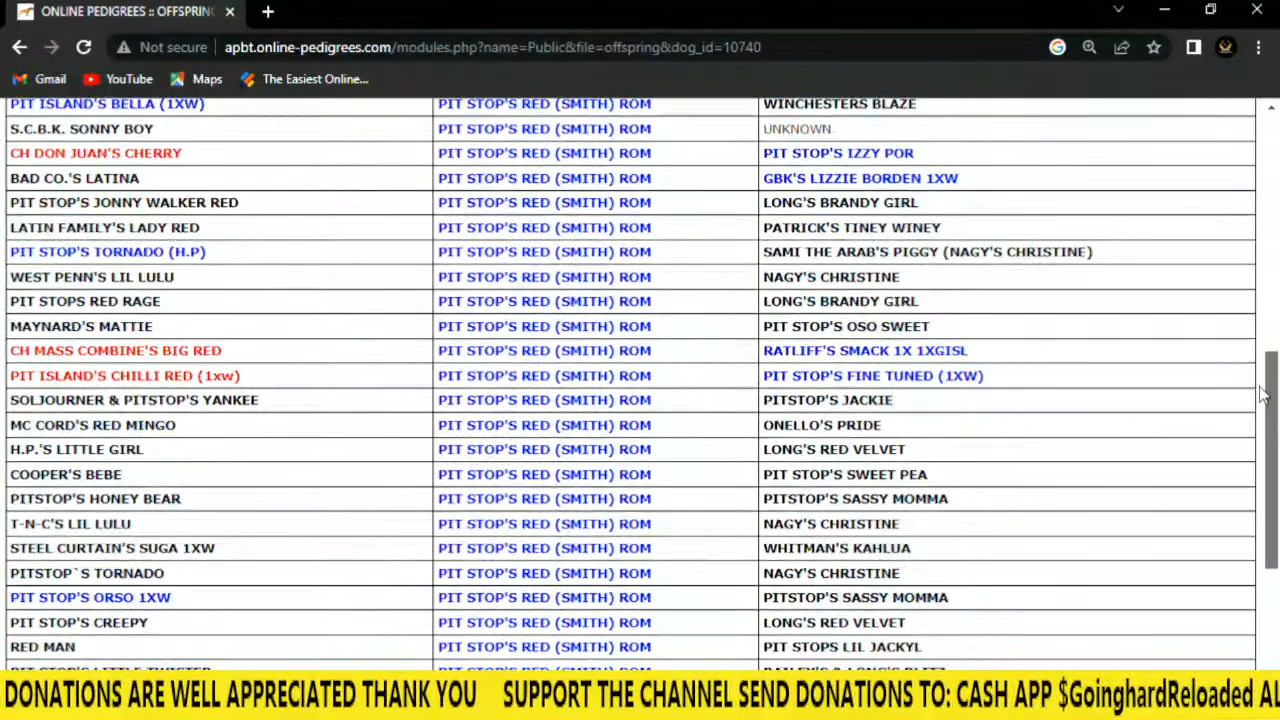 ONLINE PEDIGREES :: OFFSPRING
Not secure apbt.online-pedigrees.com/modules.php?name=Public&file=offspring&dog_id=10740
Gmail YouTube Maps The Easiest Online...
PIT ISLAND'S BELLA (1XW) PIT STOP'S RED (SMITH) ROM WINCHESTERS BLAZE
S.C.B.K. SONNY BOY PIT STOP'S RED (SMITH) ROM UNKNOWN
CH DON JUAN'S CHERRY PIT STOP'S RED (SMITH) ROM PIT STOP'S IZZY POR
BAD CO.'S LATINA PIT STOP'S RED (SMITH) ROM GBK'S LIZZIE BORDEN 1XW
PIT STOP'S JONNY WALKER RED PIT STOP'S RED (SMITH) ROM LONG'S BRANDY GIRL
LATIN FAMILY'S LADY RED PIT STOP'S RED (SMITH) ROM PATRICK'S TINEY WINEY
PIT STOP'S TORNADO (H.P) PIT STOP'S RED (SMITH) ROM SAMI THE ARAB'S PIGGY (NAGY'S CHRISTINE)
WEST PENN'S LIL LULU PIT STOP'S RED (SMITH) ROM NAGY'S CHRISTINE
PIT STOPS RED RAGE PIT STOP'S RED (SMITH) ROM LONG'S BRANDY GIRL
MAYNARD'S MATTIE PIT STOP'S RED (SMITH) ROM PIT STOP'S OSO SWEET
CH MASS COMBINE'S BIG RED PIT STOP'S RED (SMITH) ROM RATLIFF'S SMACK 1X 1XGISL
PIT ISLAND'S CHILLI RED (1xw) PIT STOP'S RED (SMITH) ROM PIT STOP'S FINE TUNED (1XW)
SOLJOURNER & PITSTOP'S YANKEE PIT STOP'S RED (SMITH) ROM PITSTOP'S JACKIE
MC CORD'S RED MINGO PIT STOP'S RED (SMITH) ROM ONELLO'S PRIDE
H.P.'S LITTLE GIRL PIT STOP'S RED (SMITH) ROM LONG'S RED VELVET
COOPER'S BEBE PIT STOP'S RED (SMITH) ROM PIT STOP'S SWEET PEA
PITSTOP'S HONEY BEAR PIT STOP'S RED (SMITH) ROM PITSTOP'S SASSY MOMMA
T-N-C'S LIL LULU PIT STOP'S RED (SMITH) ROM NAGY'S CHRISTINE
STEEL CURTAIN'S SUGA 1XW PIT STOP'S RED (SMITH) ROM WHITMAN'S KAHLUA
PITSTOP`S TORNADO PIT STOP'S RED (SMITH) ROM NAGY'S CHRISTINE
PIT STOP'S ORSO 1XW PIT STOP'S RED (SMITH) ROM PITSTOP'S SASSY MOMMA
PIT STOP'S CREEPY PIT STOP'S RED (SMITH) ROM LONG'S RED VELVET
RED MAN PIT STOP'S RED (SMITH) ROM PIT STOPS LIL JACKYL
DONATIONS ARE WELL APPRECIATED THANK YOU SUPPORT THE CHANNEL SEND DONATIONS TO: CASH APP $GoinghardReloaded AL